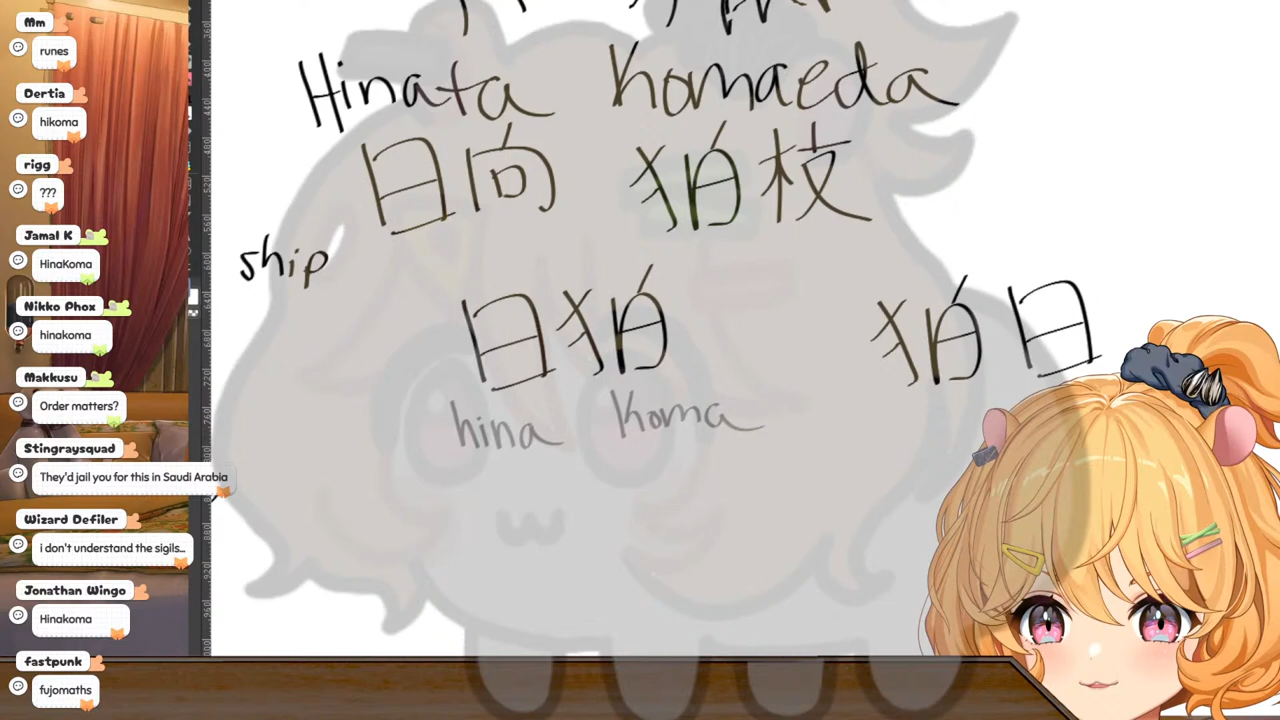 Mm
runes
Dertia
hikoma
rigg
???
Jamal K
HinaKoma
Nikko Phox
hinakoma
Makkusu
Order matters?
Stingraysquad
They'd jail you for this in Saudi Arabia
Wizard Defiler
i don't understand the sigils...
Jonathan Wingo
Hinakoma
fastpunk
fujomaths
Hinata Komaeda
日向 狛枝
ship
日狛 狛日
hina Koma